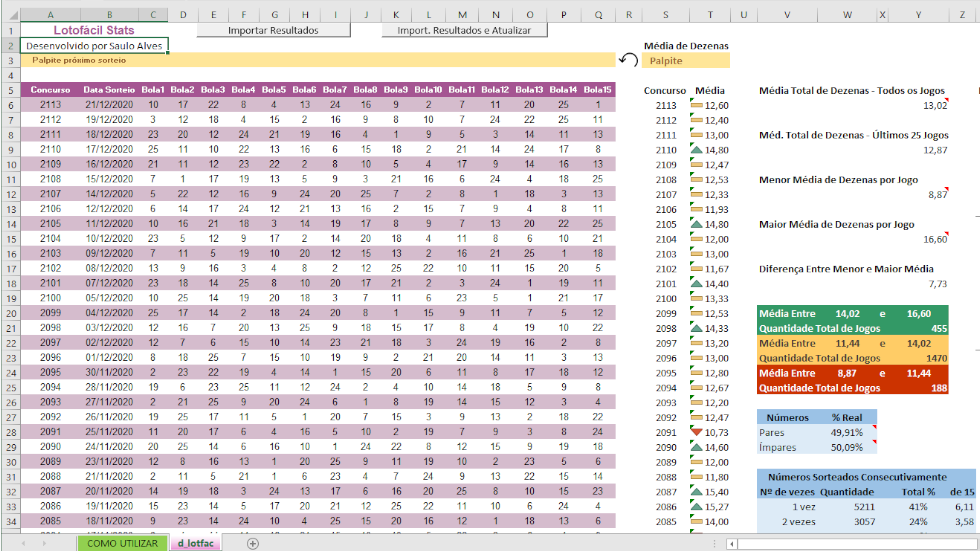 A B C D E F G H I J K L M N O P Q R S T U V W X Y Z
1 Lotofácil Stats Importar Resultados Import. Resultados e Atualizar
2 Desenvolvido por Saulo Alves Média de Dezenas
3 Palpite próximo sorteio Palpite
4
5 Concurso Data Sorteio Bola1 Bola2 Bola3 Bola4 Bola5 Bola6 Bola7 Bola8 Bola9 Bola10 Bola11 Bola12 Bola13 Bola14 Bola15 Concurso Média Média Total de Dezenas - Todos os Jogos
6 2113 21/12/2020 10 17 22 8 4 13 24 16 9 2 7 11 20 25 1 2113 12,60 13,02
7 2112 19/12/2020 3 12 18 4 15 2 16 9 8 10 7 24 22 25 11 2112 12,40
8 2111 18/12/2020 23 20 12 24 21 19 16 4 1 9 5 3 14 11 13 2111 13,00 Méd. Total de Dezenas - Últimos 25 Jogos
9 2110 17/12/2020 25 11 10 22 13 16 6 15 18 2 21 14 24 17 8 2110 14,80 12,87
10 2109 16/12/2020 21 11 12 23 22 2 8 10 5 4 17 9 14 16 13 2109 12,47
11 2108 15/12/2020 7 1 17 19 13 5 9 3 21 16 6 24 4 18 25 2108 12,53 Menor Média de Dezenas por Jogo
12 2107 14/12/2020 5 22 12 16 9 24 20 25 7 2 8 1 18 3 13 2107 12,33 8,87
13 2106 12/12/2020 6 14 17 24 12 21 13 16 2 15 7 9 4 8 11 2106 11,93
14 2105 11/12/2020 10 16 21 18 3 14 19 17 8 9 7 13 20 22 25 2105 14,80 Maior Média de Dezenas por Jogo
15 2104 10/12/2020 23 5 12 9 17 2 14 20 18 4 11 8 6 10 21 2104 12,00 16,60
16 2103 09/12/2020 7 11 5 19 10 20 12 15 13 2 16 21 25 1 18 2103 13,00
17 2102 08/12/2020 13 9 16 3 4 8 2 12 25 22 10 11 15 20 5 2102 11,67 Diferença Entre Menor e Maior Média
18 2101 07/12/2020 23 18 14 25 8 10 20 17 21 2 3 24 1 19 11 2101 14,40 7,73
19 2100 05/12/2020 10 25 14 19 20 18 3 7 11 6 23 5 1 21 17 2100 13,33
20 2099 04/12/2020 25 17 14 2 18 24 20 8 1 15 9 11 7 5 12 2099 12,53 Média Entre 14,02 e 16,60
21 2098 03/12/2020 12 16 7 20 13 25 9 18 15 17 8 4 19 10 22 2098 14,33 Quantidade Total de Jogos 455
22 2097 02/12/2020 12 7 6 15 10 14 23 21 18 3 24 19 16 2 8 2097 13,20 Média Entre 11,44 e 14,02
23 2096 01/12/2020 8 18 25 7 15 10 19 9 2 21 20 14 11 3 13 2096 13,00 Quantidade Total de Jogos 1470
24 2095 30/11/2020 2 23 22 19 4 14 1 15 20 6 11 8 17 18 12 2095 12,80 Média Entre 8,87 e 11,44
25 2094 28/11/2020 19 6 23 25 11 12 24 2 4 10 14 18 5 9 8 2094 12,67 Quantidade Total de Jogos 188
26 2093 27/11/2020 2 21 25 9 20 24 6 1 8 19 14 15 12 3 4 2093 12,20
27 2092 26/11/2020 19 25 17 11 5 1 20 7 15 3 9 13 2 18 22 2092 12,47 Números % Real
28 2091 25/11/2020 11 20 17 6 4 16 5 10 2 19 7 9 3 8 24 2091 10,73 Pares 49,91%
29 2090 24/11/2020 20 25 14 6 16 10 1 24 22 8 12 15 9 19 18 2090 14,60 Ímpares 50,09%
30 2089 23/11/2020 12 8 16 13 1 20 25 9 11 19 10 2 23 5 6 2089 12,00
31 2088 21/11/2020 2 11 5 21 1 6 23 4 7 24 9 13 22 15 14 2088 11,80 Números Sorteados Consecutivamente
32 2087 20/11/2020 14 19 18 3 24 13 17 6 16 20 25 8 10 15 23 2087 15,40 Nº de vezes Quantidade Total % de 15
33 2086 19/11/2020 15 23 14 5 17 20 21 12 25 22 11 10 6 24 4 2086 15,27 1 vez 5211 41% 6,11
34 2085 18/11/2020 9 23 14 24 10 4 25 15 20 16 12 1 18 13 6 2085 14,00 2 vezes 3057 24% 3,58
COMO UTILIZAR d_lotfac